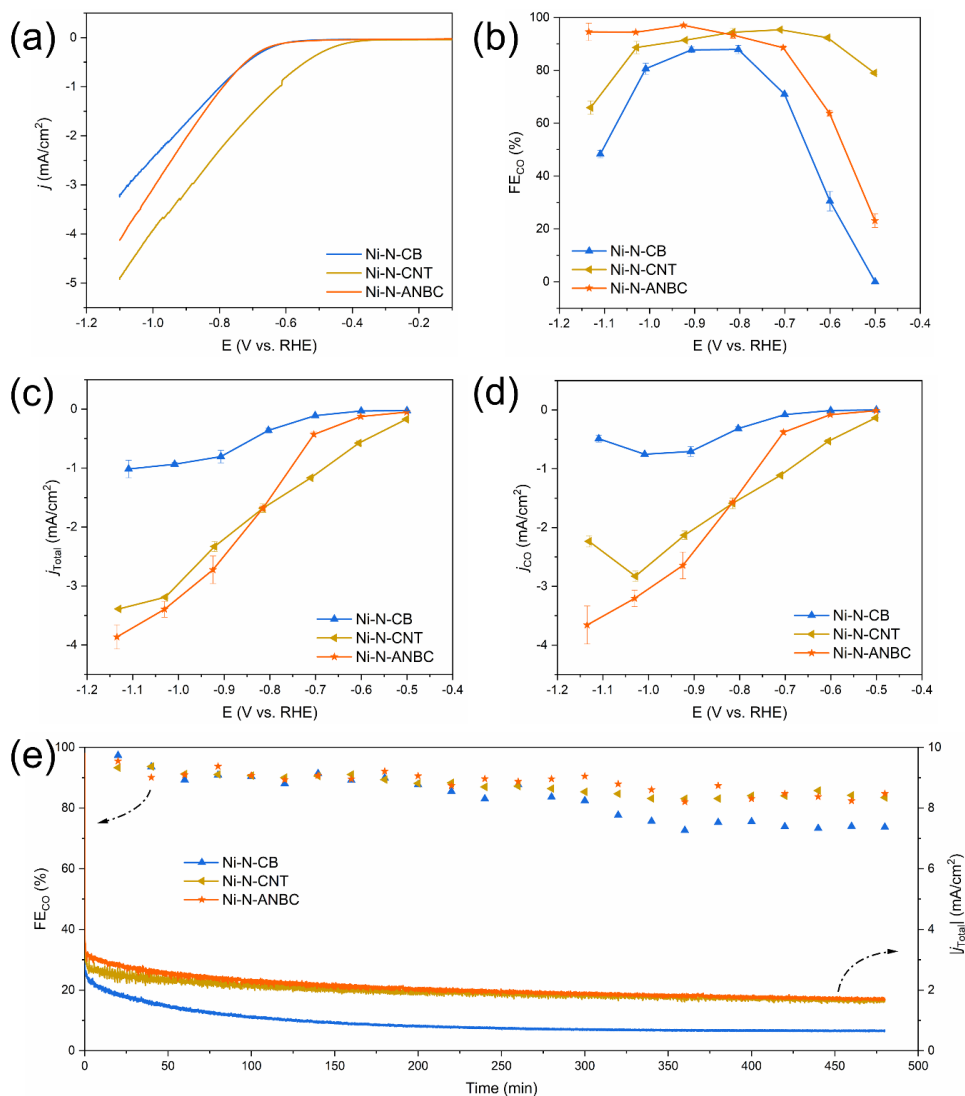 (a)
0
-1
-2
-3
-4
-5
j (mA/cm²)
Ni-N-CB
Ni-N-CNT
Ni-N-ANBC
-1.2 -1.0 -0.8 -0.6 -0.4 -0.2
E (V vs. RHE)
(b)
100
80
60
40
20
0
FE_CO (%)
Ni-N-CB
Ni-N-CNT
Ni-N-ANBC
-1.2 -1.1 -1.0 -0.9 -0.8 -0.7 -0.6 -0.5 -0.4
E (V vs. RHE)
(c)
0
-1
-2
-3
-4
j_Total (mA/cm²)
Ni-N-CB
Ni-N-CNT
Ni-N-ANBC
-1.2 -1.1 -1.0 -0.9 -0.8 -0.7 -0.6 -0.5 -0.4
E (V vs. RHE)
(d)
0
-1
-2
-3
-4
j_CO (mA/cm²)
Ni-N-CB
Ni-N-CNT
Ni-N-ANBC
-1.2 -1.1 -1.0 -0.9 -0.8 -0.7 -0.6 -0.5 -0.4
E (V vs. RHE)
(e)
100
80
60
40
20
0
FE_CO (%)
Ni-N-CB
Ni-N-CNT
Ni-N-ANBC
10
8
6
4
2
0
|j_Total| (mA/cm²)
0 50 100 150 200 250 300 350 400 450 500
Time (min)